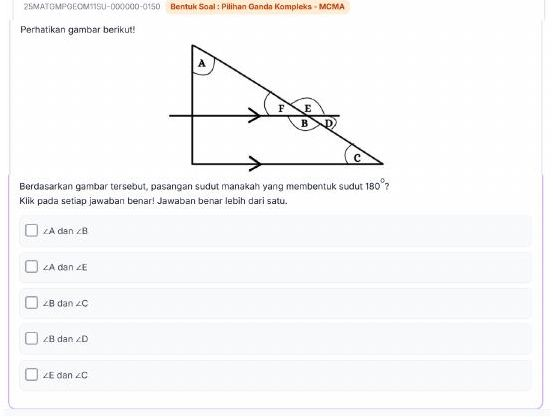 25MATGMPGEOM11SU-000000-0150 Bentuk Soal : Pilihan Ganda Kompleks - MCMA
Perhatikan gambar berikut!
A
F E
B D
C
Berdasarkan gambar tersebut, pasangan sudut manakah yang membentuk sudut 180°?
Klik pada setiap jawaban benar! Jawaban benar lebih dari satu.
∠A dan ∠B
∠A dan ∠E
∠B dan ∠C
∠B dan ∠D
∠E dan ∠C